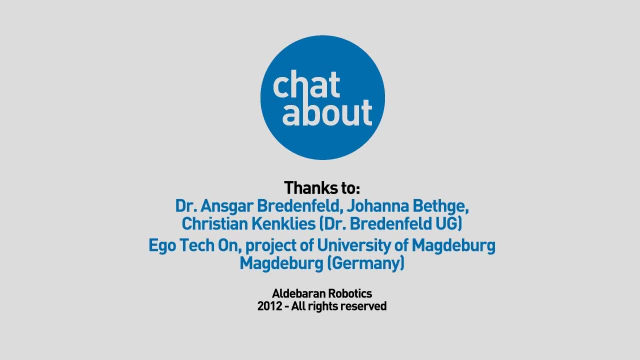 chat
about
Thanks to:
Dr. Ansgar Bredenfeld, Johanna Bethge,
Christian Kenklies (Dr. Bredenfeld UG)
Ego Tech On, project of University of Magdeburg
Magdeburg (Germany)
Aldebaran Robotics
2012 - All rights reserved